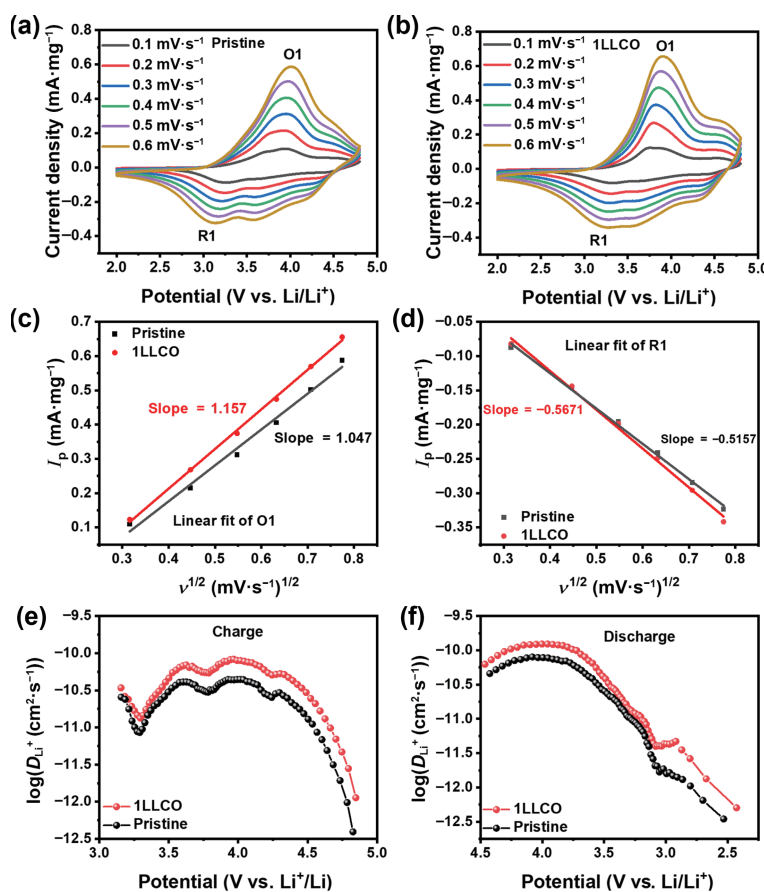 (a)
0.1 mV·s⁻¹ Pristine
0.2 mV·s⁻¹
0.3 mV·s⁻¹
0.4 mV·s⁻¹
0.5 mV·s⁻¹
0.6 mV·s⁻¹
O1
R1
0.8
0.6
0.4
0.2
0.0
−0.2
−0.4
Current density (mA·mg⁻¹)
2.0 2.5 3.0 3.5 4.0 4.5 5.0
Potential (V vs. Li/Li⁺)
(b)
0.1 mV·s⁻¹ 1LLCO
0.2 mV·s⁻¹
0.3 mV·s⁻¹
0.4 mV·s⁻¹
0.5 mV·s⁻¹
0.6 mV·s⁻¹
O1
R1
0.8
0.6
0.4
0.2
0.0
−0.2
−0.4
Current density (mA·mg⁻¹)
2.0 2.5 3.0 3.5 4.0 4.5 5.0
Potential (V vs. Li/Li⁺)
(c)
Pristine
1LLCO
Slope = 1.157
Slope = 1.047
Linear fit of O1
0.7
0.6
0.5
0.4
0.3
0.2
0.1
Iₚ (mA·mg⁻¹)
0.3 0.4 0.5 0.6 0.7 0.8
ν¹ᐟ² (mV·s⁻¹)¹ᐟ²
(d)
Linear fit of R1
Slope = −0.5671
Slope = −0.5157
Pristine
1LLCO
−0.05
−0.10
−0.15
−0.20
−0.25
−0.30
−0.35
Iₚ (mA·mg⁻¹)
0.3 0.4 0.5 0.6 0.7 0.8
ν¹ᐟ² (mV·s⁻¹)¹ᐟ²
(e)
Charge
1LLCO
Pristine
−9.5
−10.0
−10.5
−11.0
−11.5
−12.0
−12.5
log(D_Li⁺ (cm²·s⁻¹))
3.0 3.5 4.0 4.5 5.0
Potential (V vs. Li⁺/Li)
(f)
Discharge
1LLCO
Pristine
−9.5
−10.0
−10.5
−11.0
−11.5
−12.0
−12.5
log(D_Li⁺ (cm²·s⁻¹))
4.5 4.0 3.5 3.0 2.5
Potential (V vs. Li/Li⁺)